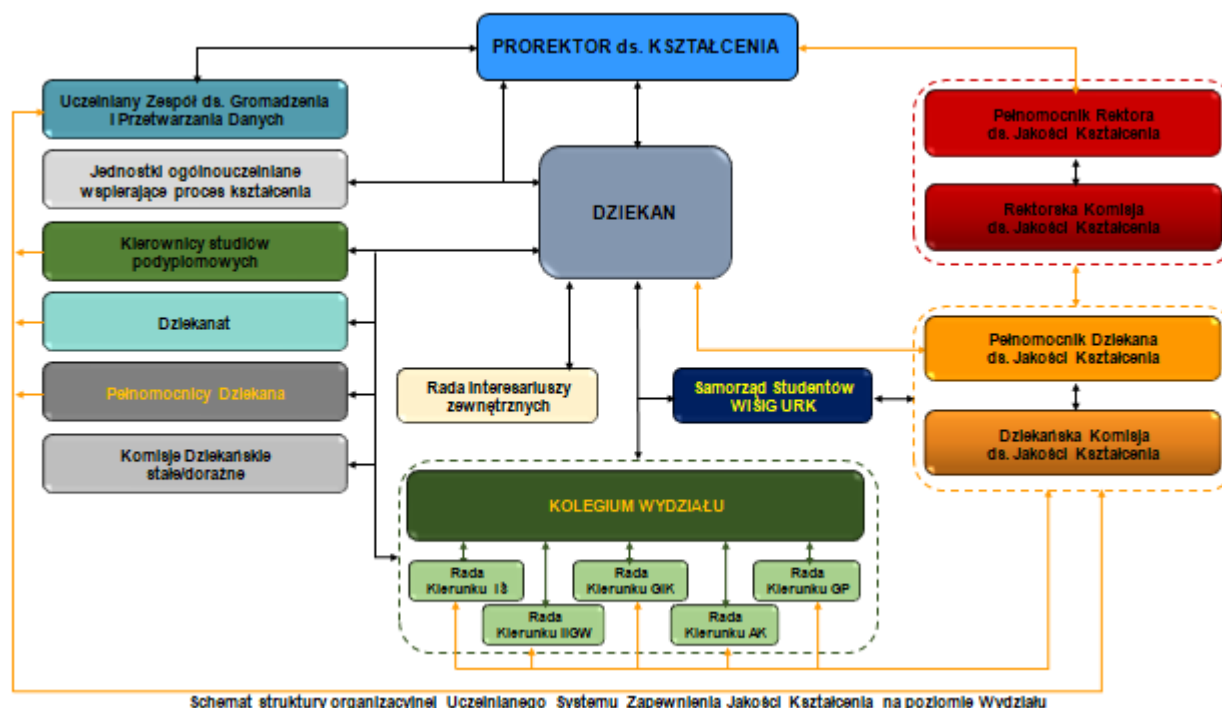 PROREKTOR ds. KSZTAŁCENIA
Uczelniany Zespół ds. Gromadzenia
i Przetwarzania Danych
Pełnomocnik Rektora
ds. Jakości Kształcenia
Jednostki ogólnouczelniane
wspierające proces kształcenia
DZIEKAN
Rektorska Komisja
ds. Jakości Kształcenia
Kierownicy studiów
podyplomowych
Dziekanat
Pełnomocnik Dziekana
ds. Jakości Kształcenia
Pełnomocnicy Dziekana
Rada Interesariuszy
zewnętrznych
Samorząd Studentów
WIŚIG URK
Komisje Dziekańskie
stałe/doraźne
Dziekańska Komisja
ds. Jakości Kształcenia
KOLEGIUM WYDZIAŁU
Rada
Kierunku IŚ
Rada
Kierunku GIK
Rada
Kierunku GP
Rada
Kierunku IIGW
Rada
Kierunku AK
Schemat struktury organizacyjnej Uczelnianego Systemu Zapewnienia Jakości Kształcenia na poziomie Wydziału